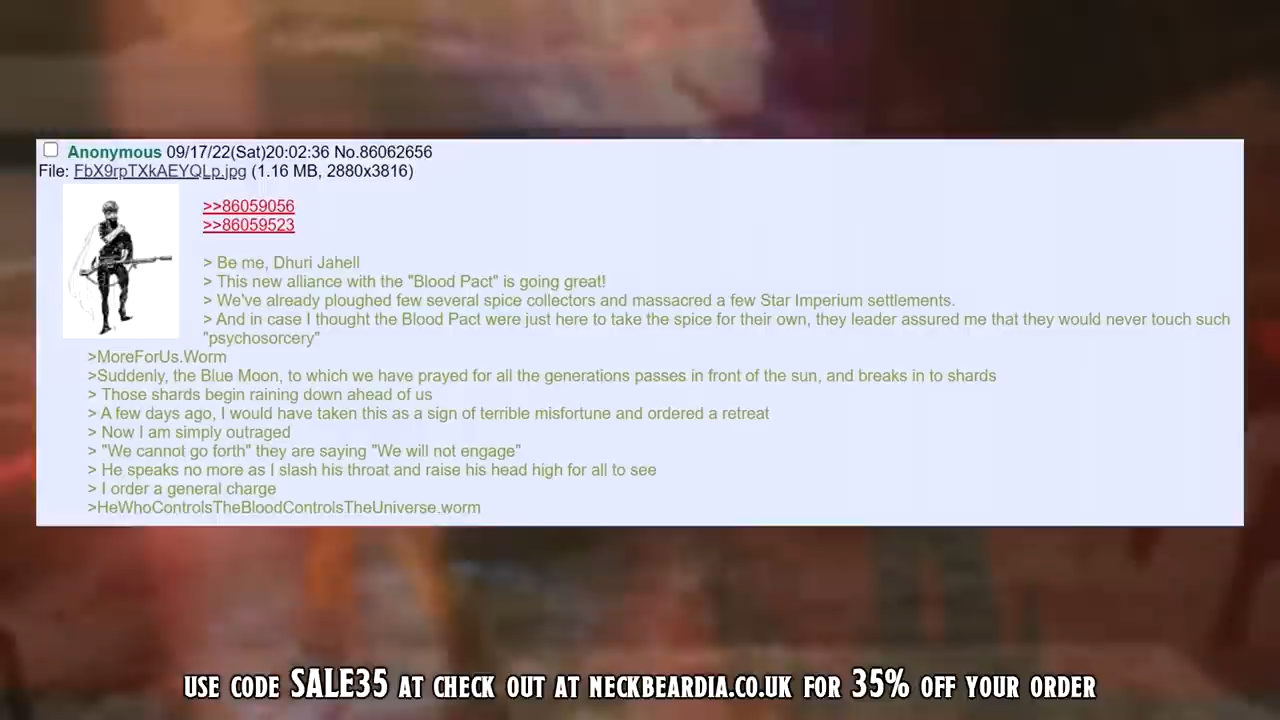 Anonymous 09/17/22(Sat)20:02:36 No.86062656
File: FbX9rpTXkAEYQLp.jpg (1.16 MB, 2880x3816)
>>86059056
>>86059523
> Be me, Dhuri Jahell
> This new alliance with the "Blood Pact" is going great!
> We've already ploughed few several spice collectors and massacred a few Star Imperium settlements.
> And in case I thought the Blood Pact were just here to take the spice for their own, they leader assured me that they would never touch such
"psychosorcery"
>MoreForUs.Worm
>Suddenly, the Blue Moon, to which we have prayed for all the generations passes in front of the sun, and breaks in to shards
> Those shards begin raining down ahead of us
> A few days ago, I would have taken this as a sign of terrible misfortune and ordered a retreat
> Now I am simply outraged
> "We cannot go forth" they are saying "We will not engage"
> He speaks no more as I slash his throat and raise his head high for all to see
> I order a general charge
>HeWhoControlsTheBloodControlsTheUniverse.worm
USE CODE SALE35 AT CHECK OUT AT NECKBEARDIA.CO.UK FOR 35% OFF YOUR ORDER